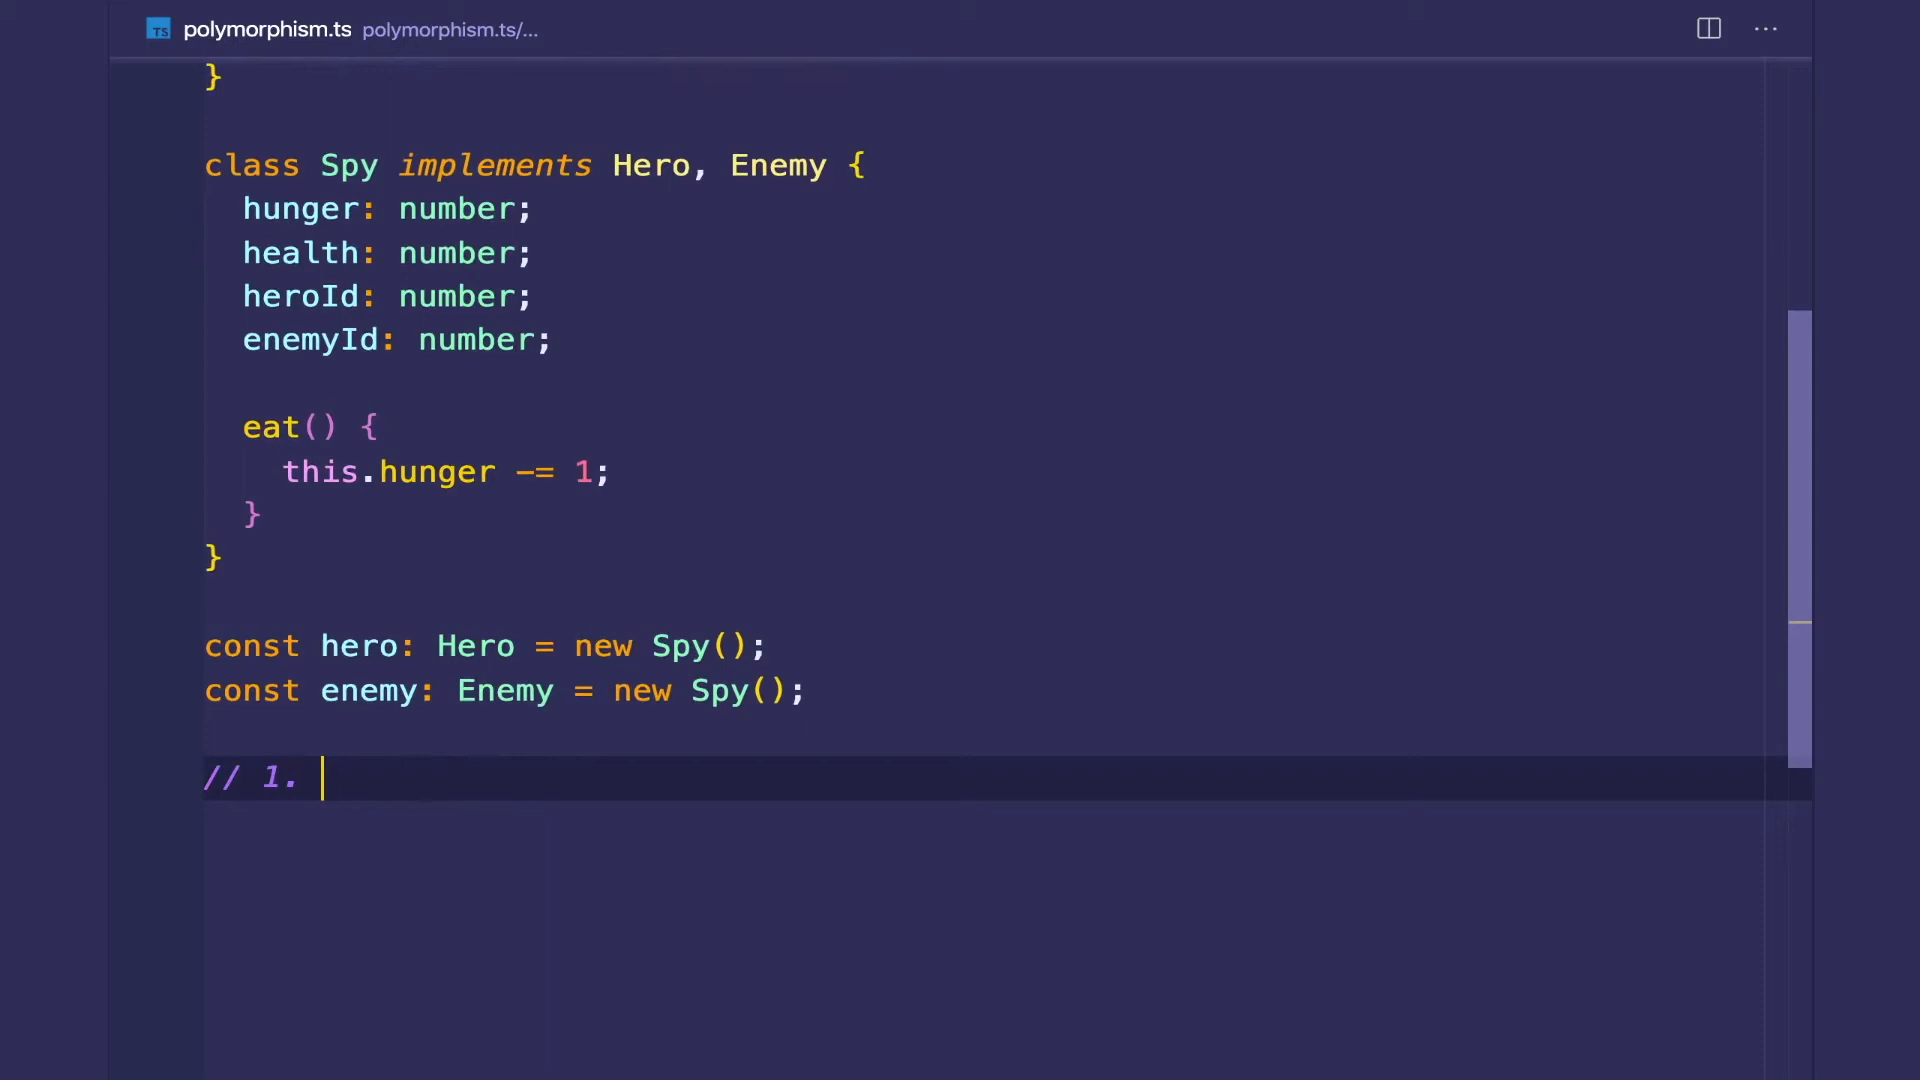 TS polymorphism.ts polymorphism.ts/...
}
class Spy implements Hero, Enemy {
hunger: number;
health: number;
heroId: number;
enemyId: number;
eat() {
this.hunger -= 1;
}
}
const hero: Hero = new Spy();
const enemy: Enemy = new Spy();
// 1.